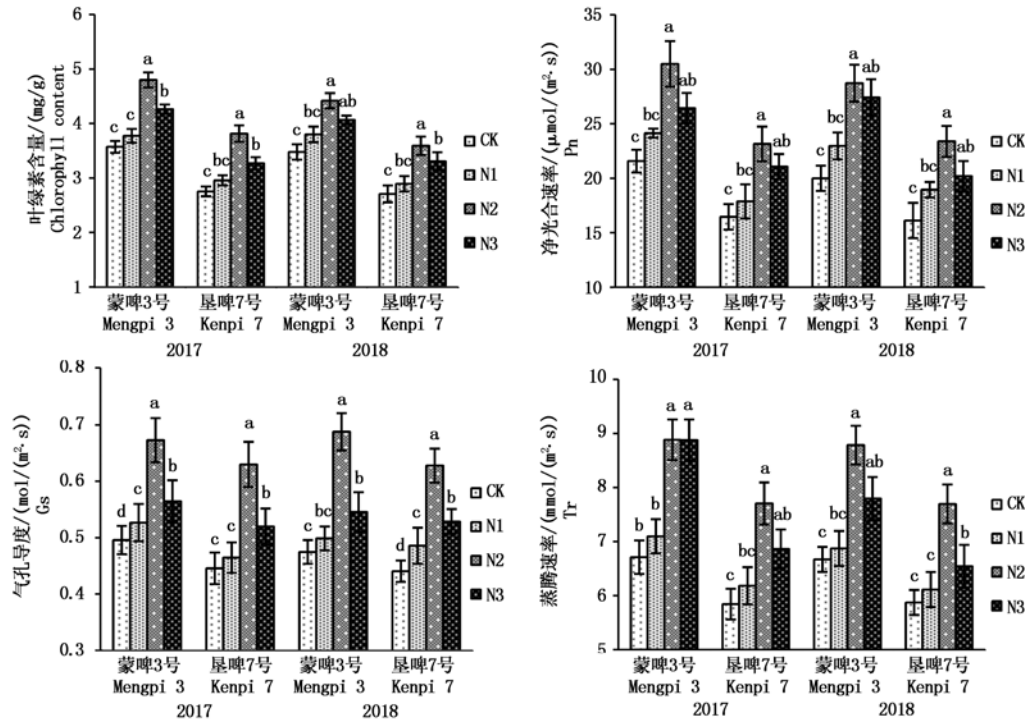 叶绿素含量/(mg/g)
Chlorophyll content
6
5
4
3
2
1
c
c
a
b
c
bc
a
b
c
bc
a
ab
c
bc
a
b
CK
N1
N2
N3
蒙啤3号
Mengpi 3
垦啤7号
Kenpi 7
蒙啤3号
Mengpi 3
垦啤7号
Kenpi 7
2017
2018
净光合速率/(μmol/(m²·s))
Pn
35
30
25
20
15
10
c
bc
a
ab
c
bc
a
ab
c
bc
a
ab
c
bc
a
ab
CK
N1
N2
N3
蒙啤3号
Mengpi 3
垦啤7号
Kenpi 7
蒙啤3号
Mengpi 3
垦啤7号
Kenpi 7
2017
2018
气孔导度/(mol/(m²·s))
Gs
0.8
0.7
0.6
0.5
0.4
0.3
d
c
a
b
c
c
a
b
c
bc
a
b
d
c
a
b
CK
N1
N2
N3
蒙啤3号
Mengpi 3
垦啤7号
Kenpi 7
蒙啤3号
Mengpi 3
垦啤7号
Kenpi 7
2017
2018
蒸腾速率/(mmol/(m²·s))
Tr
10
9
8
7
6
5
b
b
a
a
c
bc
a
ab
c
bc
a
ab
c
c
a
b
CK
N1
N2
N3
蒙啤3号
Mengpi 3
垦啤7号
Kenpi 7
蒙啤3号
Mengpi 3
垦啤7号
Kenpi 7
2017
2018